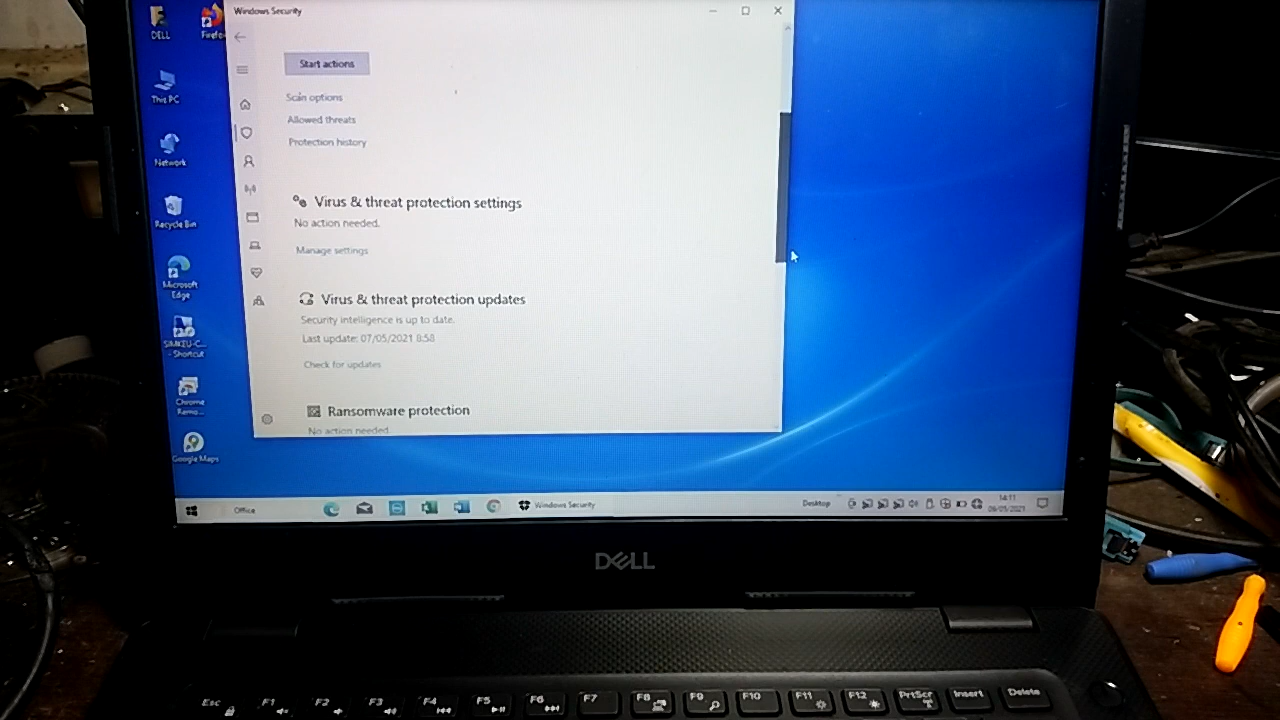 Windows Security
DELL
Firefo
Start actions
This PC
Scan options
Allowed threats
Protection history
Network
Recycle Bin
Virus & threat protection settings
No action needed.
Manage settings
Microsoft
Edge
Virus & threat protection updates
Security intelligence is up to date.
Last update: 07/05/2021 8:58
- Shortcut
Check for updates
Chrome
Remo...
Ransomware protection
No action needed.
Google Maps
Office
Windows Security
Desktop
14:11
DELL
Esc
F1
F2
F3
F4
F5
F6
F7
F8
F9
F10
F11
F12
PrtScr
Insert
Delete